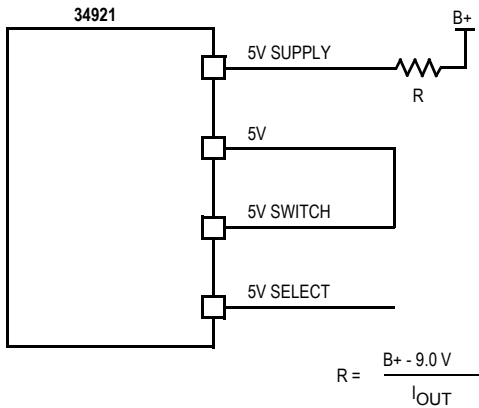 34921
B+
5V SUPPLY
R
5V
5V SWITCH
5V SELECT
R = B+ - 9.0 V
IOUT